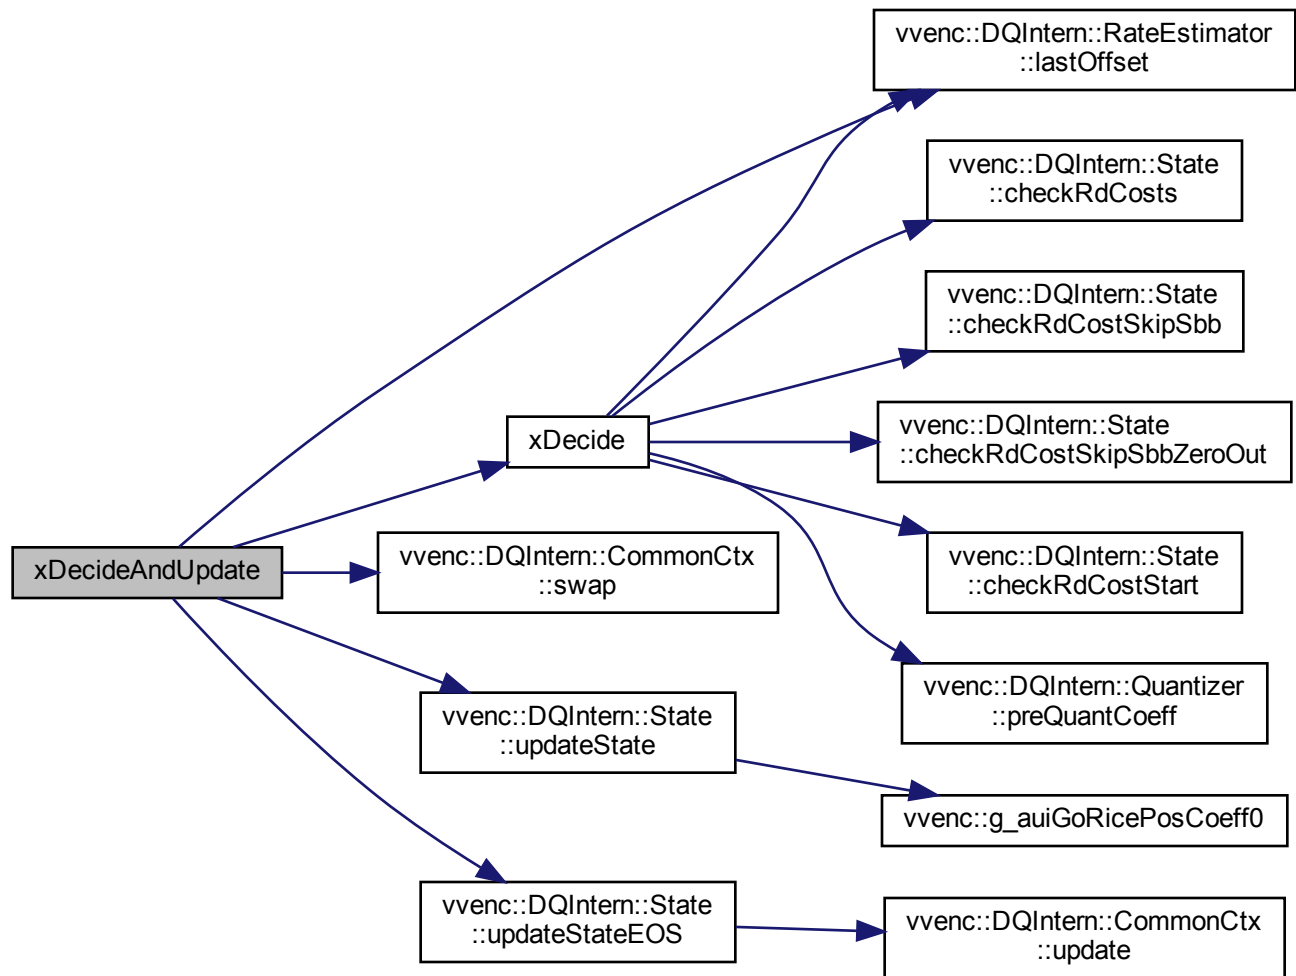 vvenc::DQIntern::RateEstimator
::lastOffset
vvenc::DQIntern::State
::checkRdCosts
vvenc::DQIntern::State
::checkRdCostSkipSbb
xDecide
vvenc::DQIntern::State
::checkRdCostSkipSbbZeroOut
xDecideAndUpdate
vvenc::DQIntern::CommonCtx
::swap
vvenc::DQIntern::State
::checkRdCostStart
vvenc::DQIntern::State
::updateState
vvenc::DQIntern::Quantizer
::preQuantCoeff
vvenc::g_auiGoRicePosCoeff0
vvenc::DQIntern::State
::updateStateEOS
vvenc::DQIntern::CommonCtx
::update